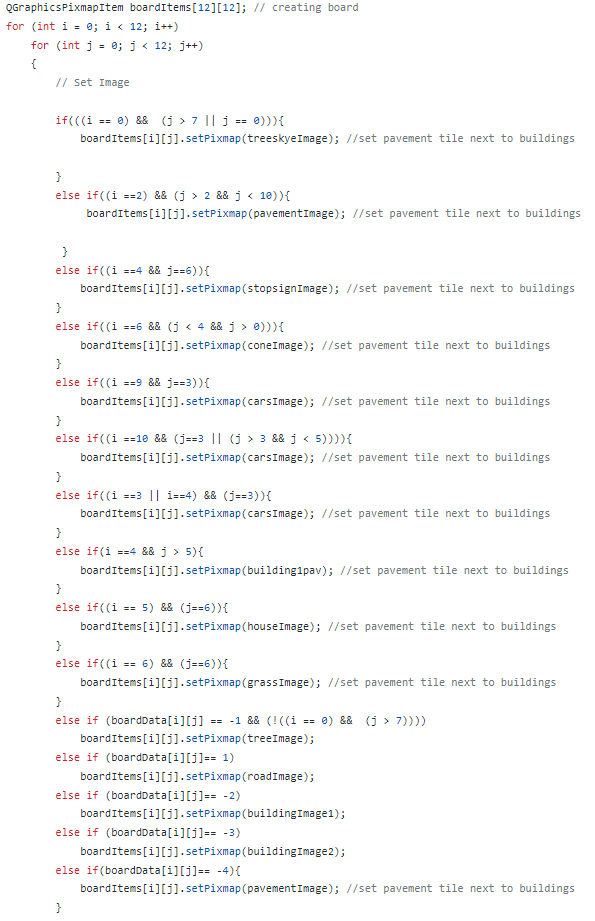 QGraphicsPixmapItem boardItems[12][12]; // creating board
for (int i = 0; i < 12; i++)
for (int j = 0; j < 12; j++)
{
// Set Image
if(((i == 0) && (j > 7 || j == 0))){
boardItems[i][j].setPixmap(treeskyeImage); //set pavement tile next to buildings
}
else if((i ==2) && (j > 2 && j < 10)){
boardItems[i][j].setPixmap(pavementImage); //set pavement tile next to buildings
}
else if((i ==4 && j==6)){
boardItems[i][j].setPixmap(stopsignImage); //set pavement tile next to buildings
}
else if((i ==6 && (j < 4 && j > 0))){
boardItems[i][j].setPixmap(coneImage); //set pavement tile next to buildings
}
else if((i ==9 && j==3)){
boardItems[i][j].setPixmap(carsImage); //set pavement tile next to buildings
}
else if((i ==10 && (j==3 || (j > 3 && j < 5)))){
boardItems[i][j].setPixmap(carsImage); //set pavement tile next to buildings
}
else if((i ==3 || i==4) && (j==3)){
boardItems[i][j].setPixmap(carsImage); //set pavement tile next to buildings
}
else if(i ==4 && j > 5){
boardItems[i][j].setPixmap(building1pav); //set pavement tile next to buildings
}
else if((i == 5) && (j==6)){
boardItems[i][j].setPixmap(houseImage); //set pavement tile next to buildings
}
else if((i == 6) && (j==6)){
boardItems[i][j].setPixmap(grassImage); //set pavement tile next to buildings
}
else if (boardData[i][j] == -1 && (!((i == 0) && (j > 7))))
boardItems[i][j].setPixmap(treeImage);
else if (boardData[i][j]== 1)
boardItems[i][j].setPixmap(roadImage);
else if (boardData[i][j]== -2)
boardItems[i][j].setPixmap(buildingImage1);
else if (boardData[i][j]== -3)
boardItems[i][j].setPixmap(buildingImage2);
else if(boardData[i][j]== -4){
boardItems[i][j].setPixmap(pavementImage); //set pavement tile next to buildings
}